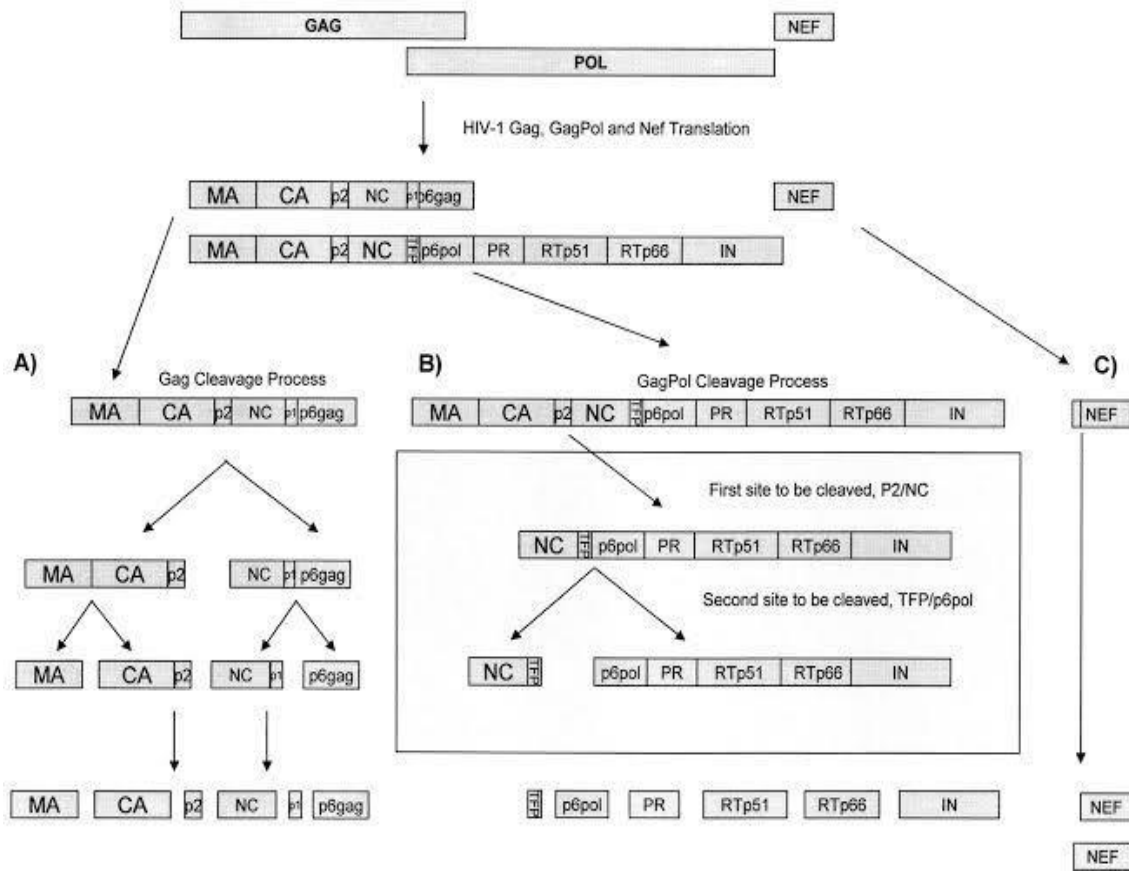 GAG NEF
POL
HIV-1 Gag, GagPol and Nef Translation
MA CA p2 NC p1 p6gag NEF
MA CA p2 NC TFP p6pol PR RTp51 RTp66 IN
A) B) C)
Gag Cleavage Process GagPol Cleavage Process
MA CA p2 NC p1 p6gag MA CA p2 NC TFP p6pol PR RTp51 RTp66 IN NEF
First site to be cleaved, P2/NC
NC TFP p6pol PR RTp51 RTp66 IN
MA CA p2 NC p1 p6gag
Second site to be cleaved, TFP/p6pol
MA CA p2 NC p1 p6gag NC TFP p6pol PR RTp51 RTp66 IN
MA CA p2 NC p1 p6gag TFP p6pol PR RTp51 RTp66 IN NEF
NEF